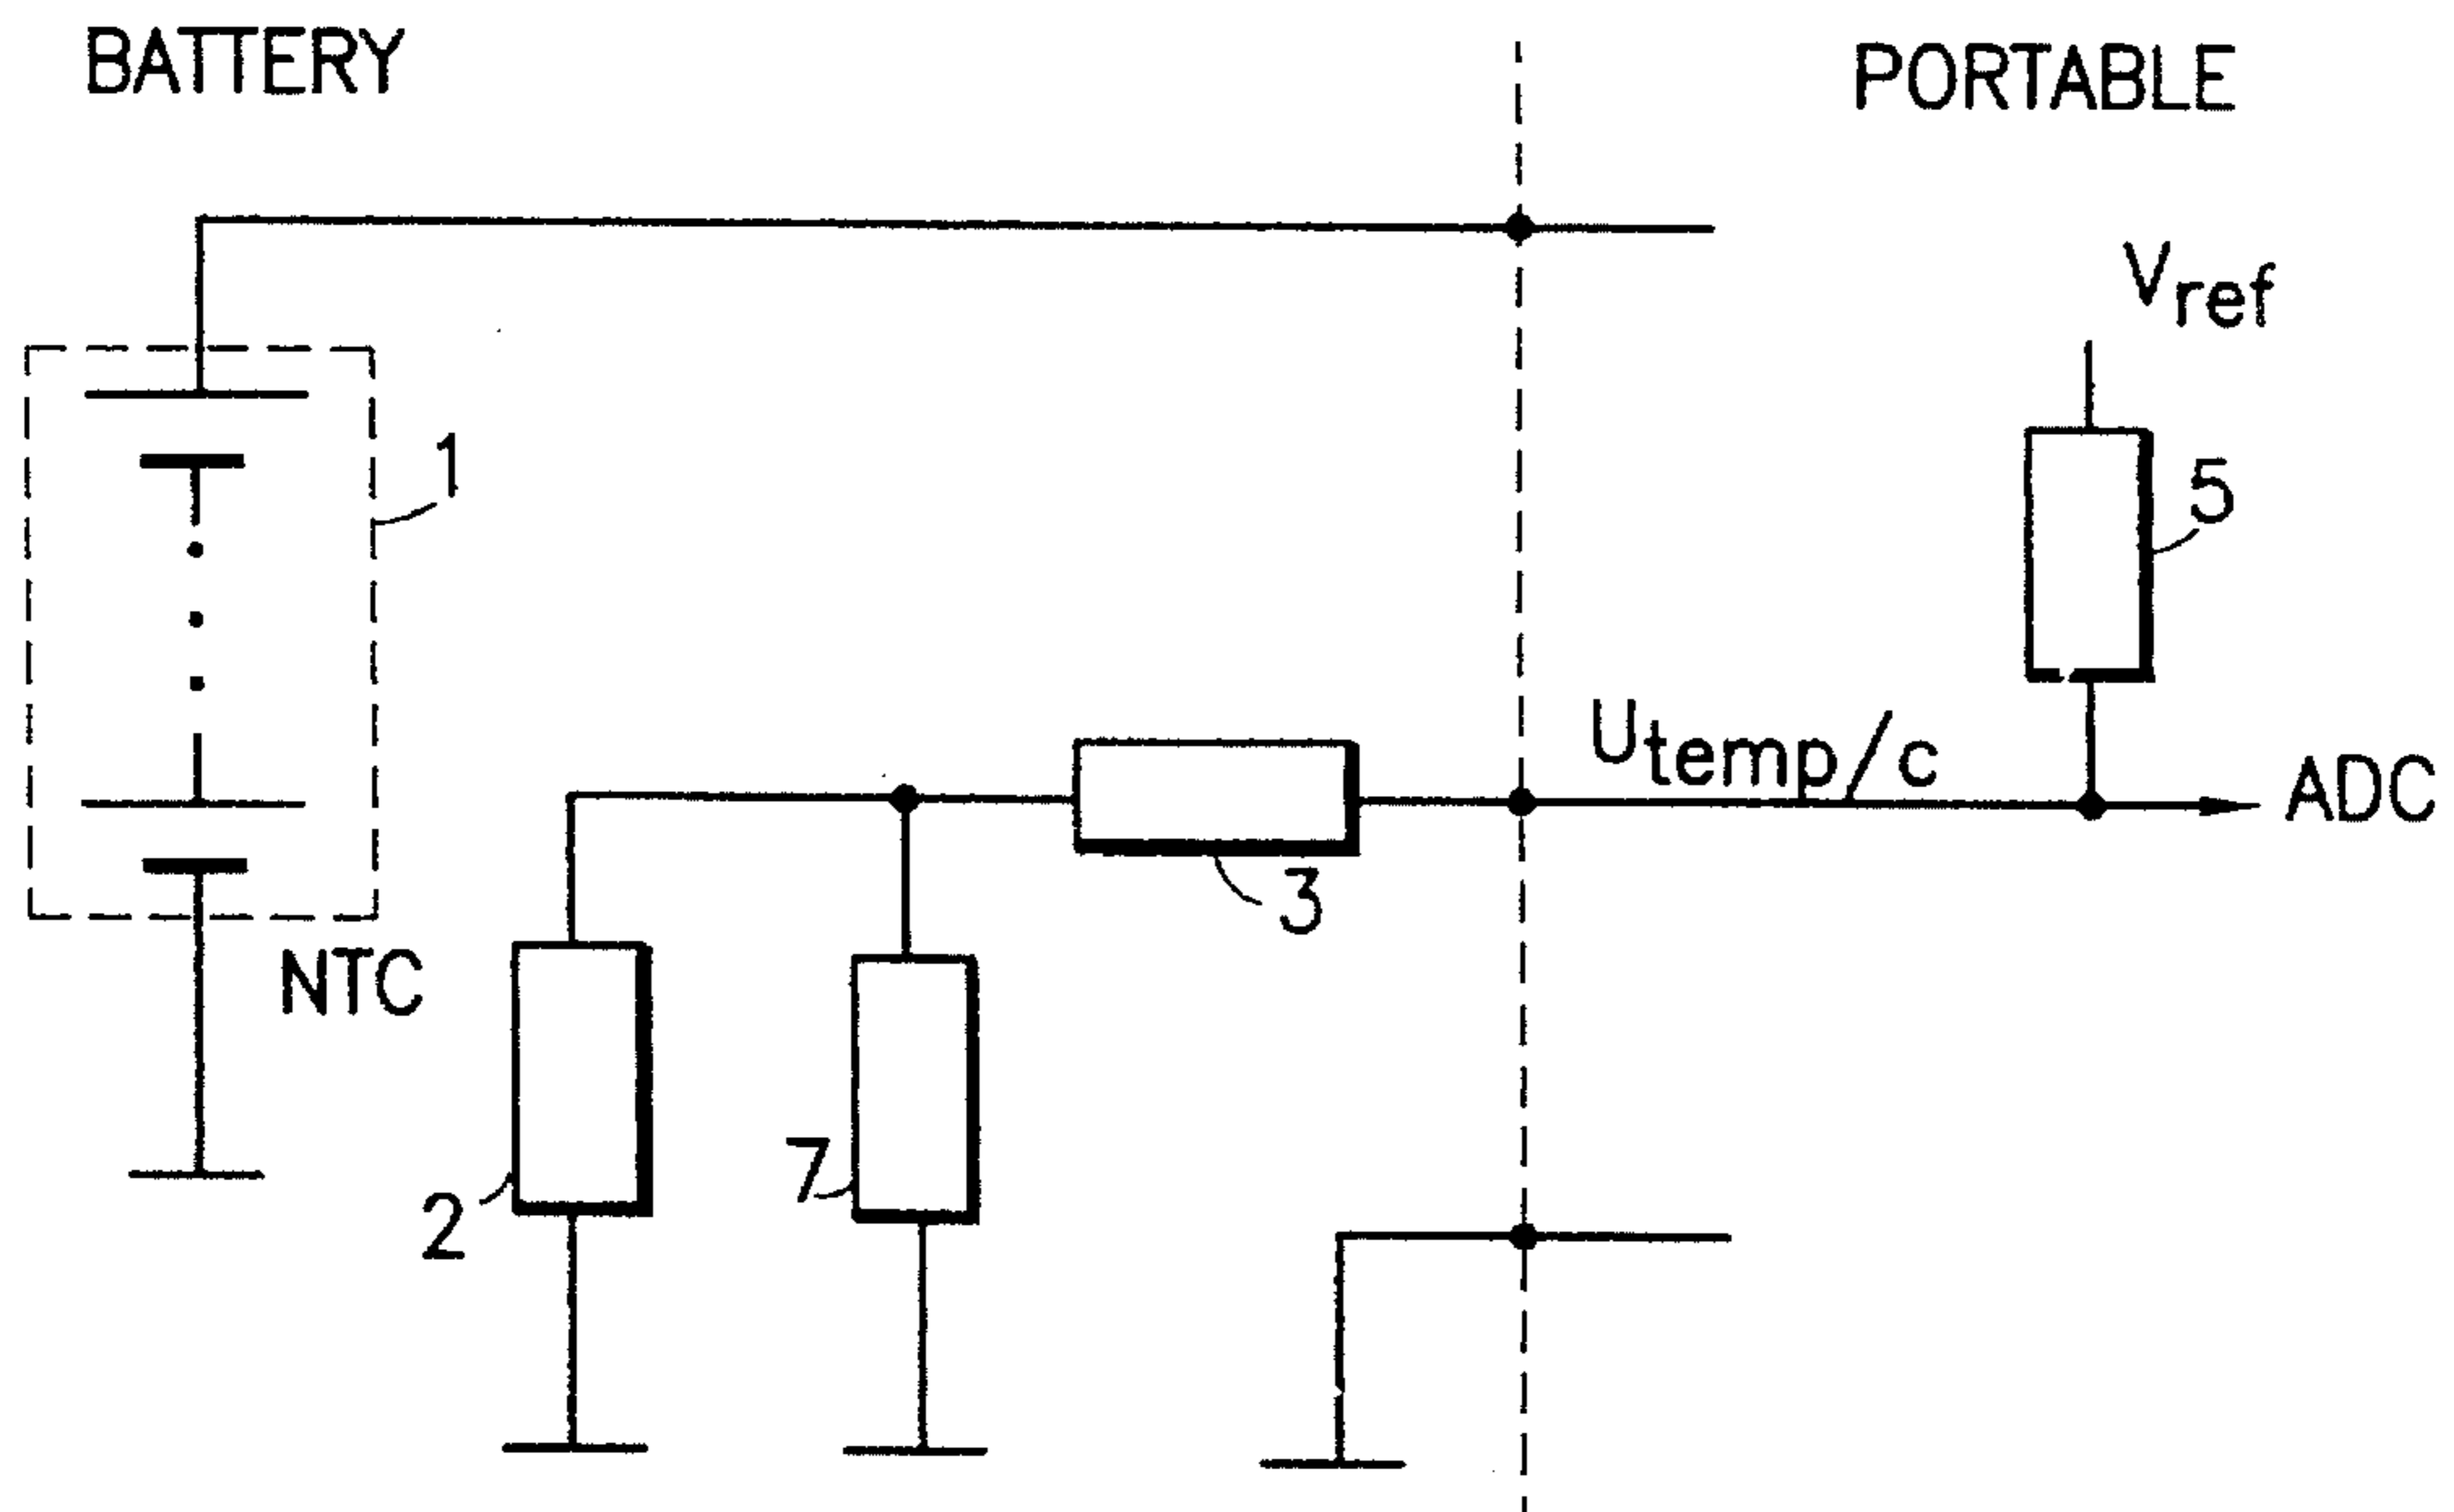 BATTERY
PORTABLE
Vref
1
5
Utemp/c
ADC
3
NTC
7
2